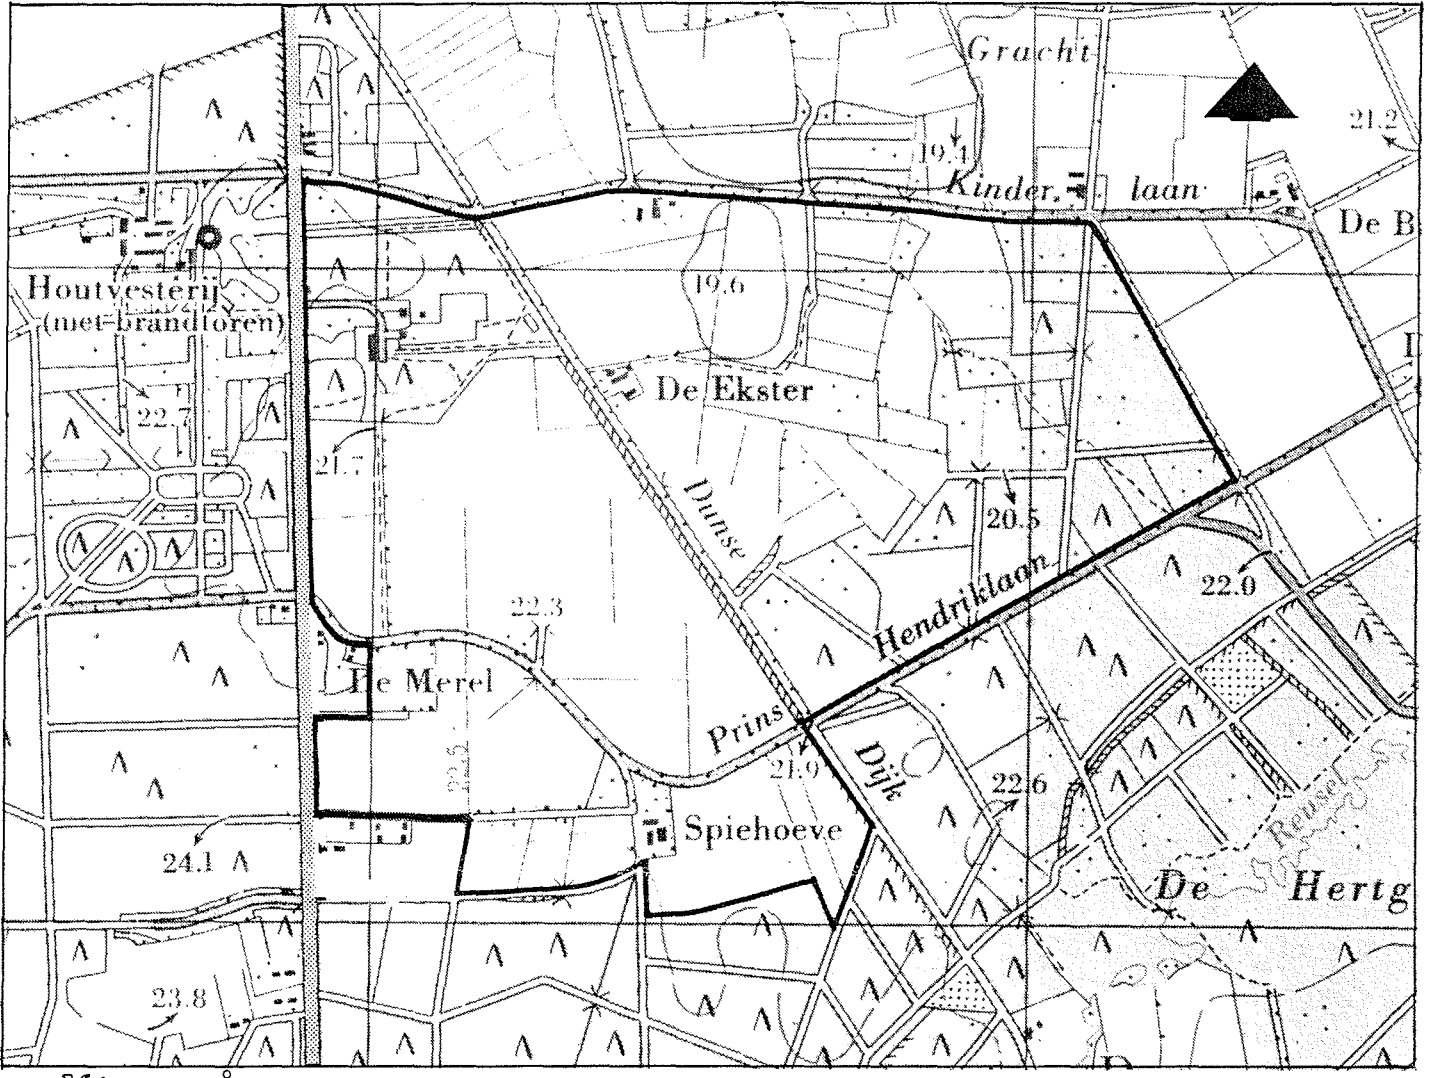 Gracht
21.2
19.4
Kinder. laan
De B
Houtvesterij
(met brandtoren)
19.6
De Ekster
22.7
21.7
Dunse
20.5
22.0
22.3
Hendriklaan
De Merel
Prins
22.5
21.9
Dijk
22.6
Reusel
Spiehoeve
24.1
De Hertg
23.8